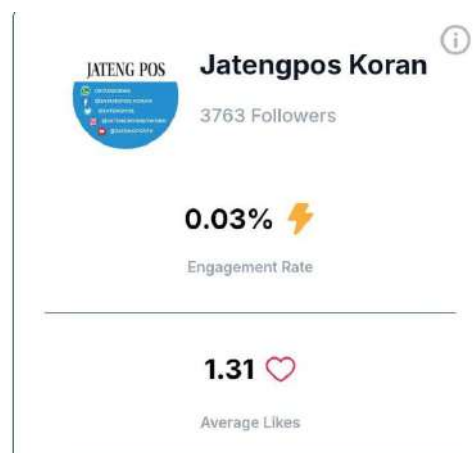 JATENG POS
Jatengpos Koran
3763 Followers
0.03%
Engagement Rate
1.31
Average Likes